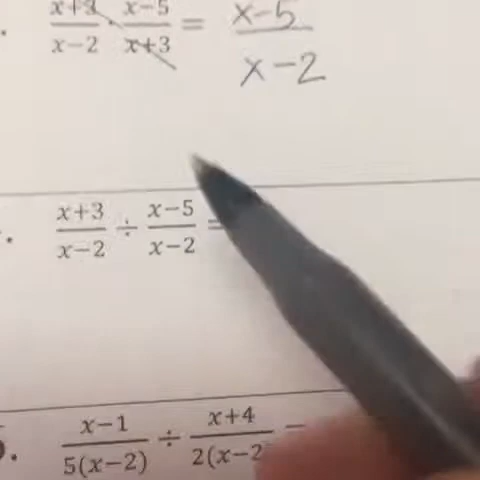 . (x+3)/(x−2) · (x−5)/(x+3) = (x−5)/(x−2)
. (x+3)/(x−2) ÷ (x−5)/(x−2) =
. (x−1)/(5(x−2)) ÷ (x+4)/(2(x−2